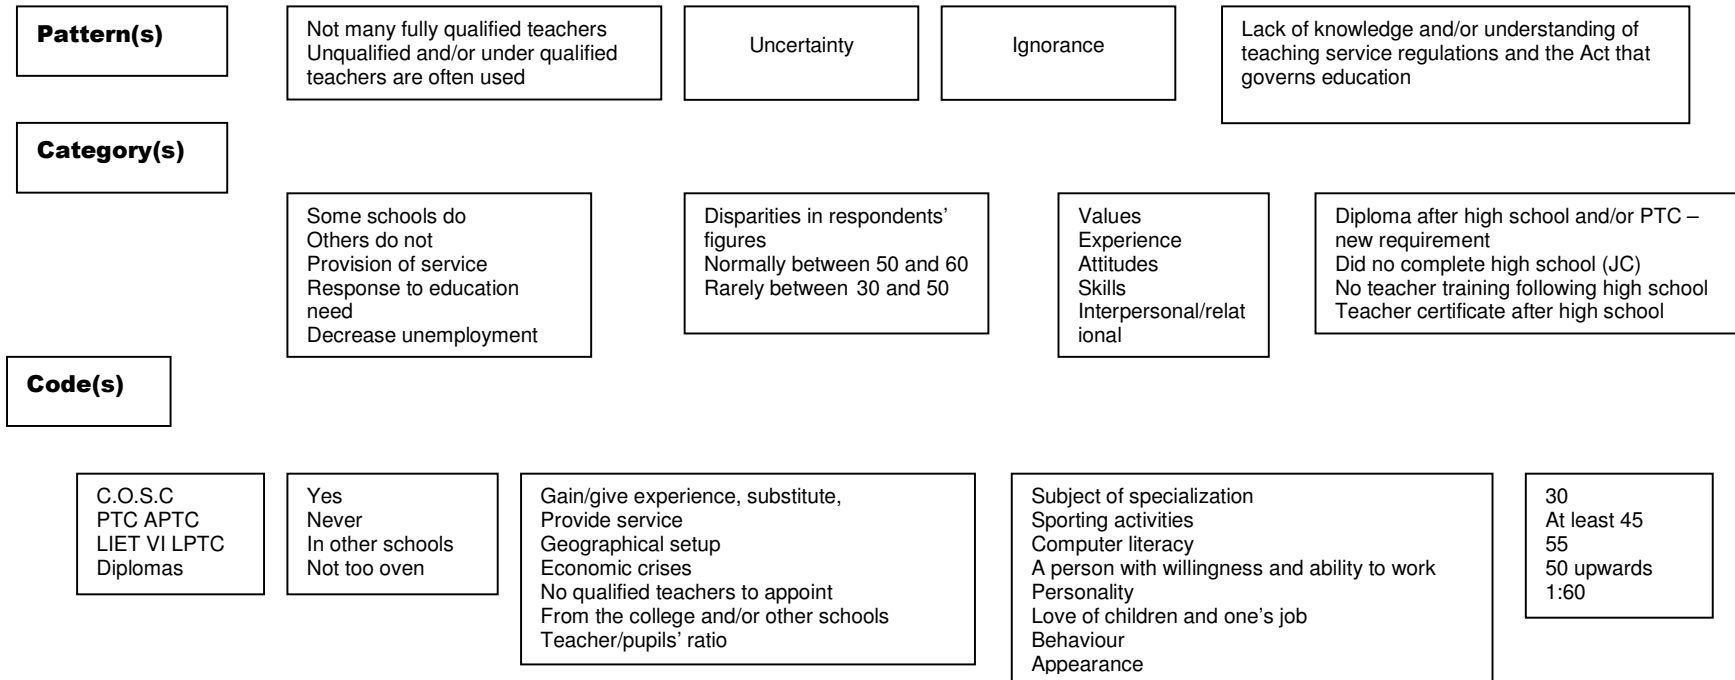 Pattern(s)
Not many fully qualified teachers
Unqualified and/or under qualified
teachers are often used
Uncertainty
Ignorance
Lack of knowledge and/or understanding of
teaching service regulations and the Act that
governs education
Category(s)
Some schools do
Others do not
Provision of service
Response to education
need
Decrease unemployment
Disparities in respondents’
figures
Normally between 50 and 60
Rarely between 30 and 50
Values
Experience
Attitudes
Skills
Interpersonal/relat
ional
Diploma after high school and/or PTC –
new requirement
Did no complete high school (JC)
No teacher training following high school
Teacher certificate after high school
Code(s)
C.O.S.C
PTC APTC
LIET VI LPTC
Diplomas
Yes
Never
In other schools
Not too oven
Gain/give experience, substitute,
Provide service
Geographical setup
Economic crises
No qualified teachers to appoint
From the college and/or other schools
Teacher/pupils’ ratio
Subject of specialization
Sporting activities
Computer literacy
A person with willingness and ability to work
Personality
Love of children and one’s job
Behaviour
Appearance
30
At least 45
55
50 upwards
1:60